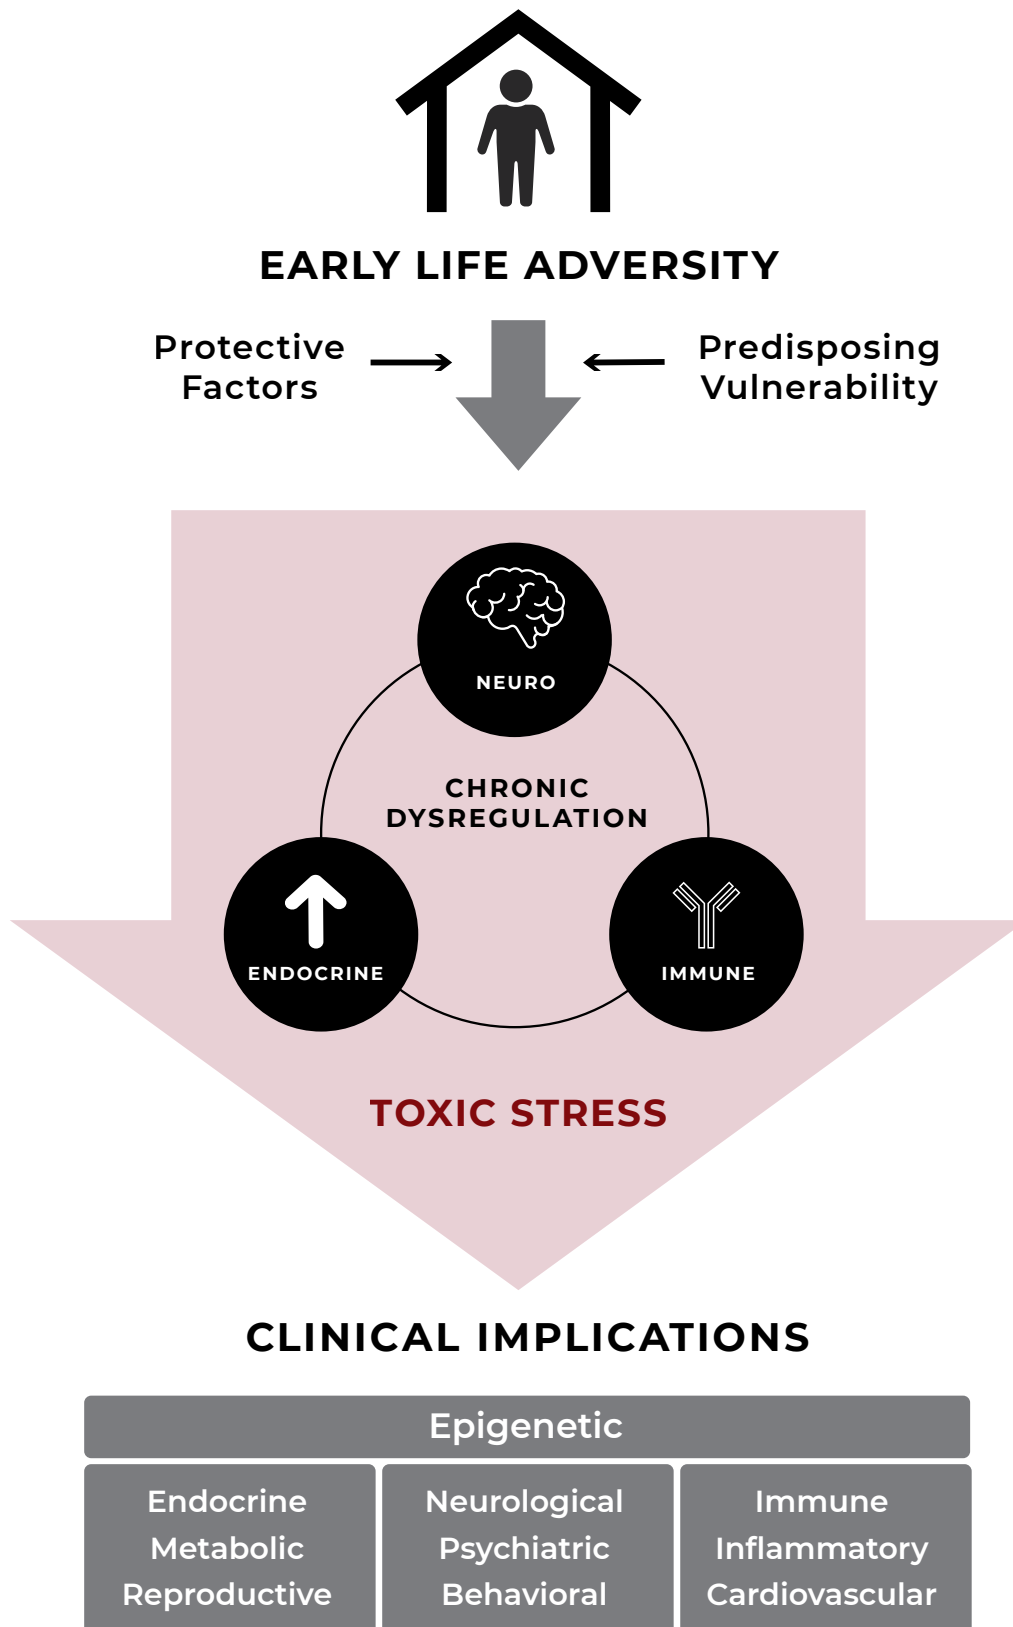 EARLY LIFE ADVERSITY
Protective
Factors
Predisposing
Vulnerability
NEURO
CHRONIC
DYSREGULATION
ENDOCRINE
IMMUNE
TOXIC STRESS
CLINICAL IMPLICATIONS
Epigenetic
Endocrine
Metabolic
Reproductive
Neurological
Psychiatric
Behavioral
Immune
Inflammatory
Cardiovascular